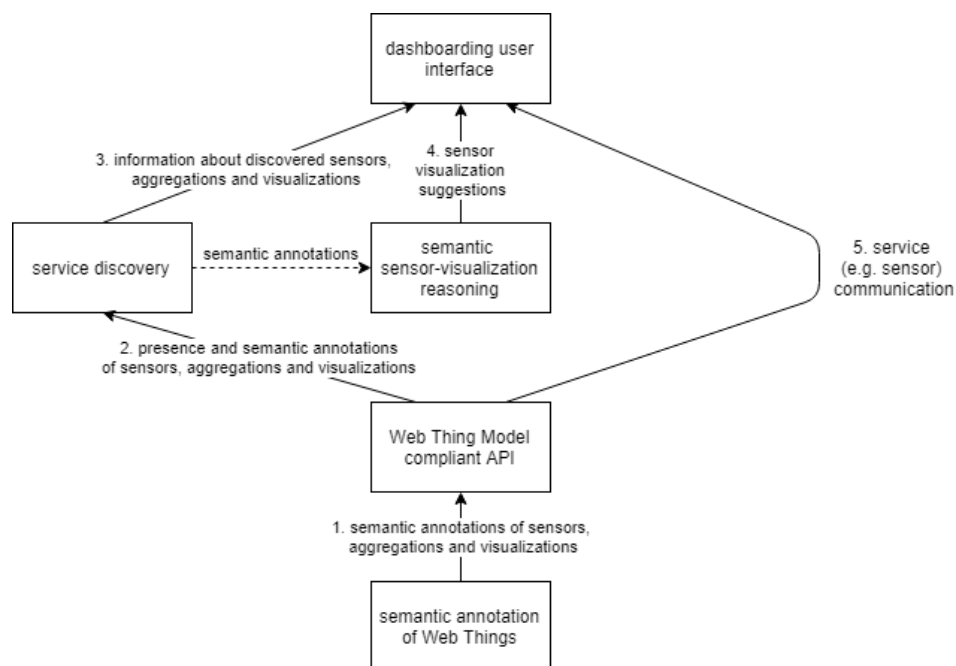 dashboarding user
interface
3. information about discovered sensors,
aggregations and visualizations
4. sensor
visualization
suggestions
service discovery
semantic annotations
semantic
sensor-visualization
reasoning
5. service
(e.g. sensor)
communication
2. presence and semantic annotations
of sensors, aggregations and visualizations
Web Thing Model
compliant API
1. semantic annotations of sensors,
aggregations and visualizations
semantic annotation
of Web Things